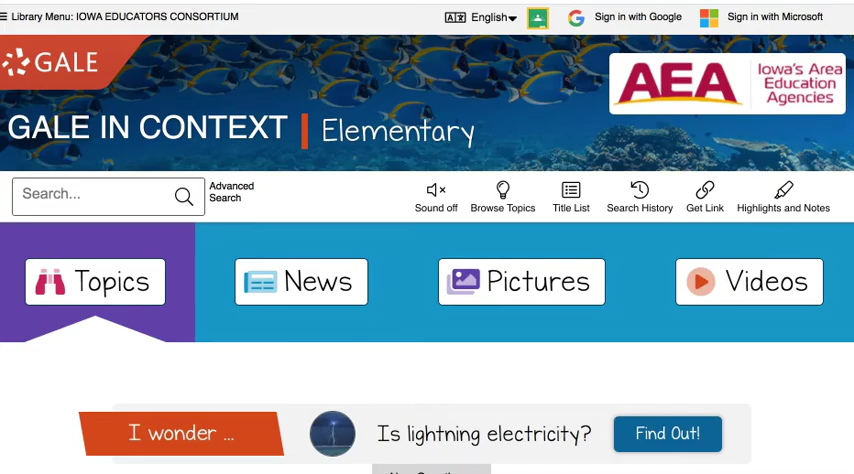 Library Menu: IOWA EDUCATORS CONSORTIUM
English
Sign in with Google
Sign in with Microsoft
GALE
AEA
Iowa's Area
Education
Agencies
GALE IN CONTEXT | Elementary
Search...
Advanced
Search
Sound off
Browse Topics
Title List
Search History
Get Link
Highlights and Notes
Topics
News
Pictures
Videos
I wonder ...
Is lightning electricity?
Find Out!